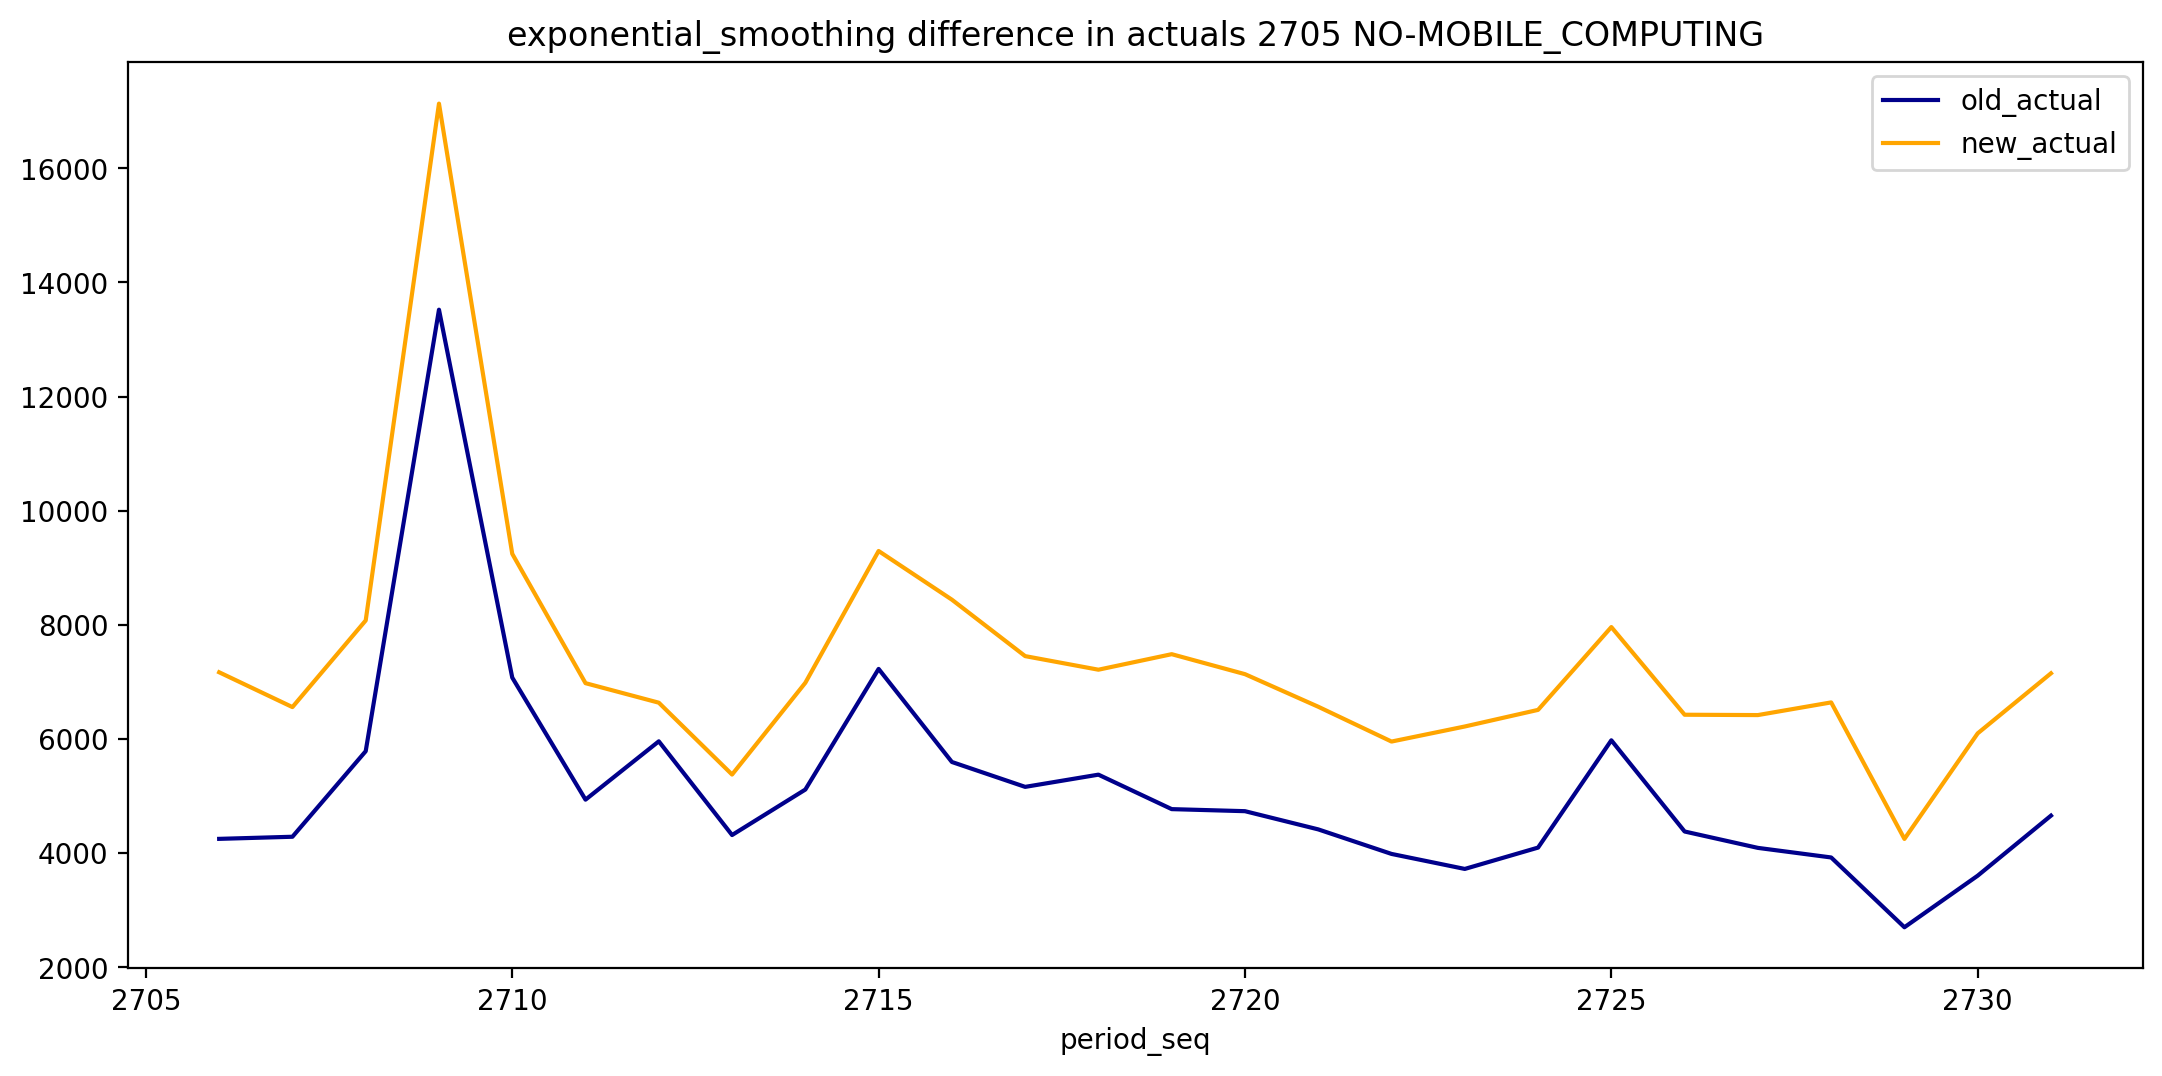 exponential_smoothing difference in actuals 2705 NO-MOBILE_COMPUTING
old_actual
new_actual
16000
14000
12000
10000
8000
6000
4000
2000
2705 2710 2715 2720 2725 2730
period_seq